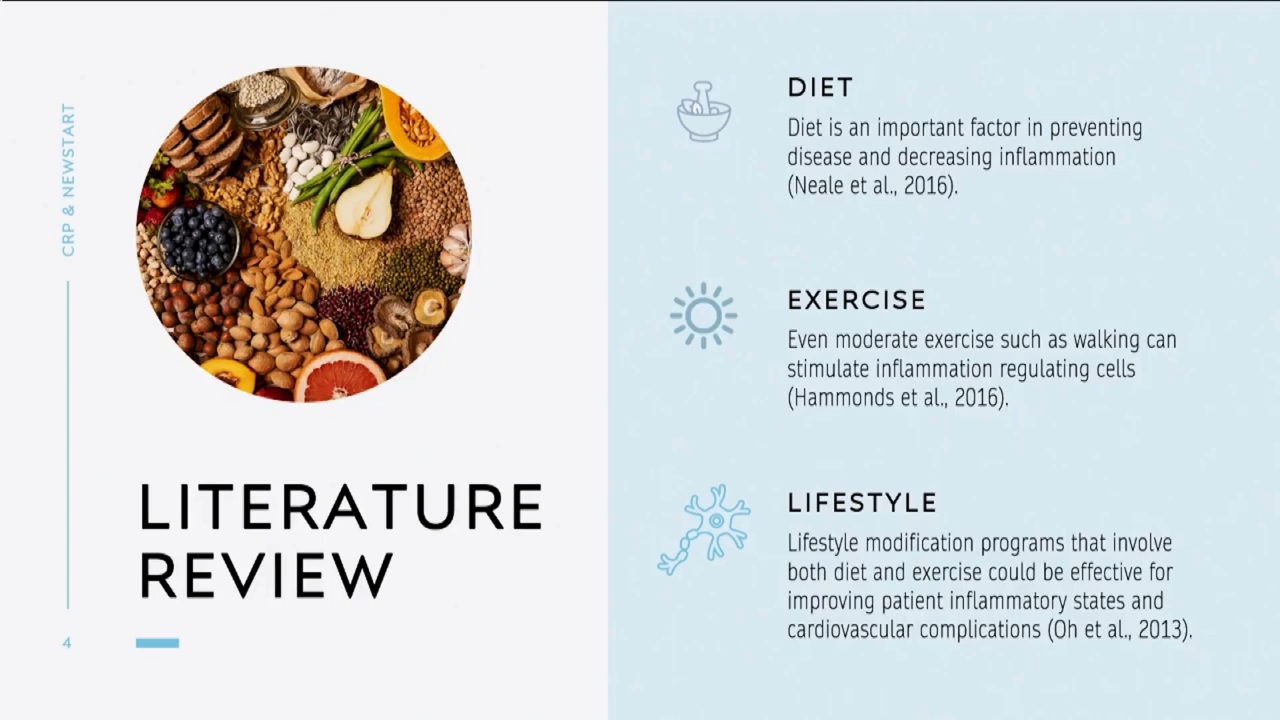 CRP & NEWSTART
LITERATURE
REVIEW
4
DIET
Diet is an important factor in preventing
disease and decreasing inflammation
(Neale et al., 2016).
EXERCISE
Even moderate exercise such as walking can
stimulate inflammation regulating cells
(Hammonds et al., 2016).
LIFESTYLE
Lifestyle modification programs that involve
both diet and exercise could be effective for
improving patient inflammatory states and
cardiovascular complications (Oh et al., 2013).